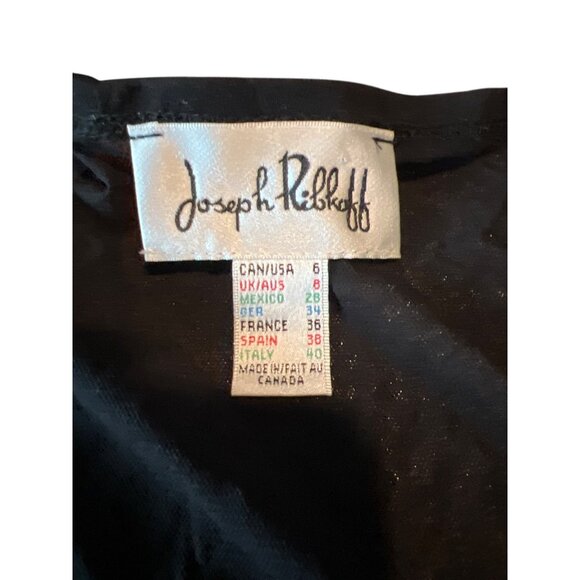 Joseph Ribkoff
CAN/USA 6
UK/AUS 8
MEXICO 28
GER 34
FRANCE 36
SPAIN 38
ITALY 40
MADE IN/FAIT AU
CANADA